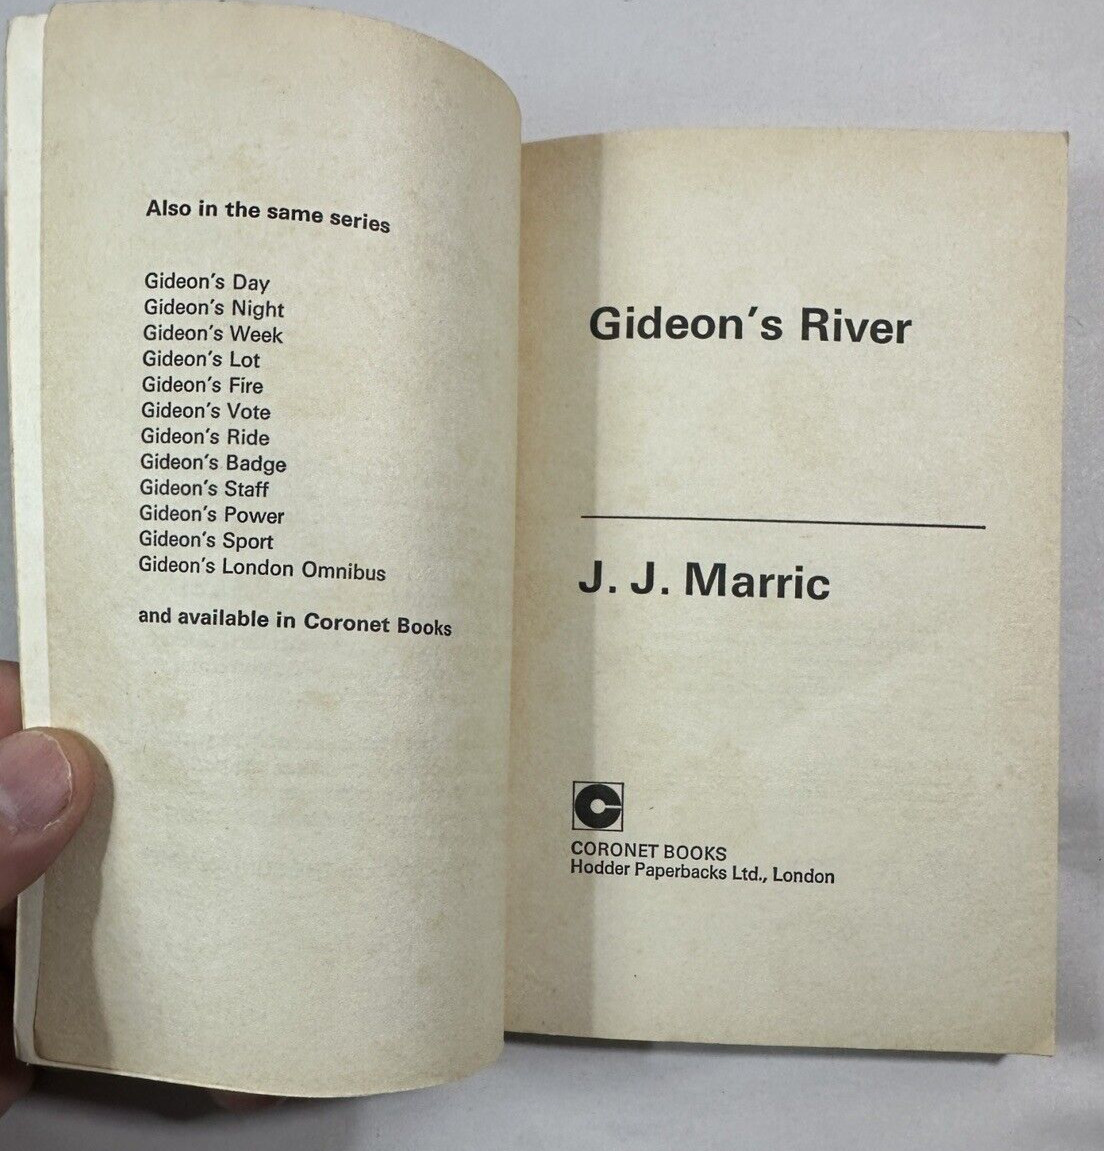 Also in the same series
Gideon's Day
Gideon's Night
Gideon's Week
Gideon's Lot
Gideon's Fire
Gideon's Vote
Gideon's Ride
Gideon's Badge
Gideon's Staff
Gideon's Power
Gideon's Sport
Gideon's London Omnibus
and available in Coronet Books
Gideon's River
J. J. Marric
CORONET BOOKS
Hodder Paperbacks Ltd., London